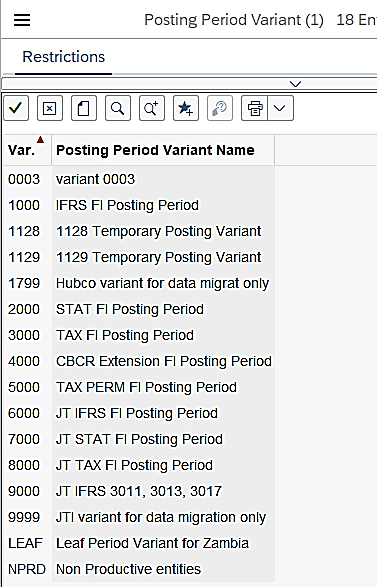 Posting Period Variant (1) 18 En
Restrictions
Var. Posting Period Variant Name
0003 variant 0003
1000 IFRS FI Posting Period
1128 1128 Temporary Posting Variant
1129 1129 Temporary Posting Variant
1799 Hubco variant for data migrat only
2000 STAT FI Posting Period
3000 TAX FI Posting Period
4000 CBCR Extension FI Posting Period
5000 TAX PERM FI Posting Period
6000 JT IFRS FI Posting Period
7000 JT STAT FI Posting Period
8000 JT TAX FI Posting Period
9000 JT IFRS 3011, 3013, 3017
9999 JTI variant for data migration only
LEAF Leaf Period Variant for Zambia
NPRD Non Productive entities